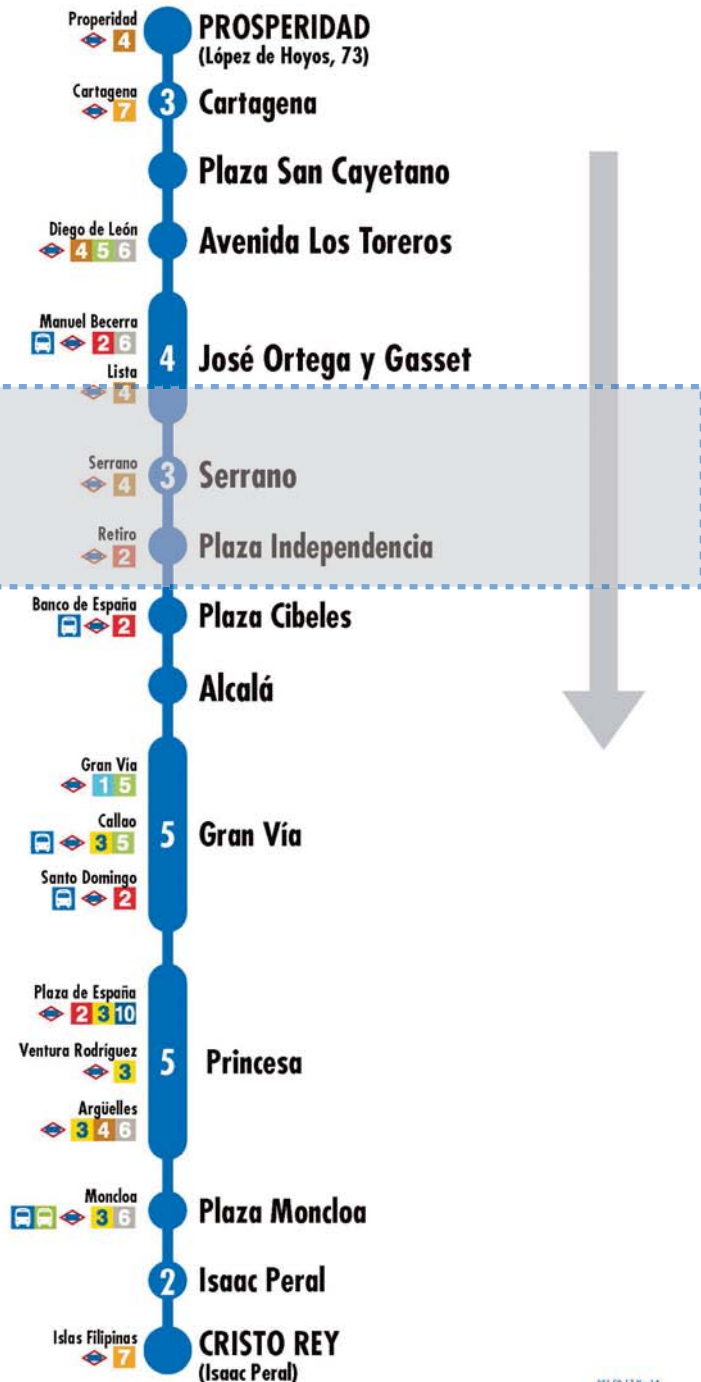 Properidad
4
PROSPERIDAD
(López de Hoyos, 73)
Cartagena
7
3
Cartagena
Plaza San Cayetano
Diego de León
4 5 6
Avenida Los Toreros
Manuel Becerra
2 6
Lista
4
4
José Ortega y Gasset
Serrano
4
3
Serrano
Retiro
2
Plaza Independencia
Banco de España
2
Plaza Cibeles
Alcalá
Gran Vía
1 5
Callao
3 5
Santo Domingo
2
5
Gran Vía
Plaza de España
2 3 10
Ventura Rodríguez
3
Argüelles
3 4 6
5
Princesa
Moncloa
3 6
Plaza Moncloa
2
Isaac Peral
Islas Filipinas
7
CRISTO REY
(Isaac Peral)